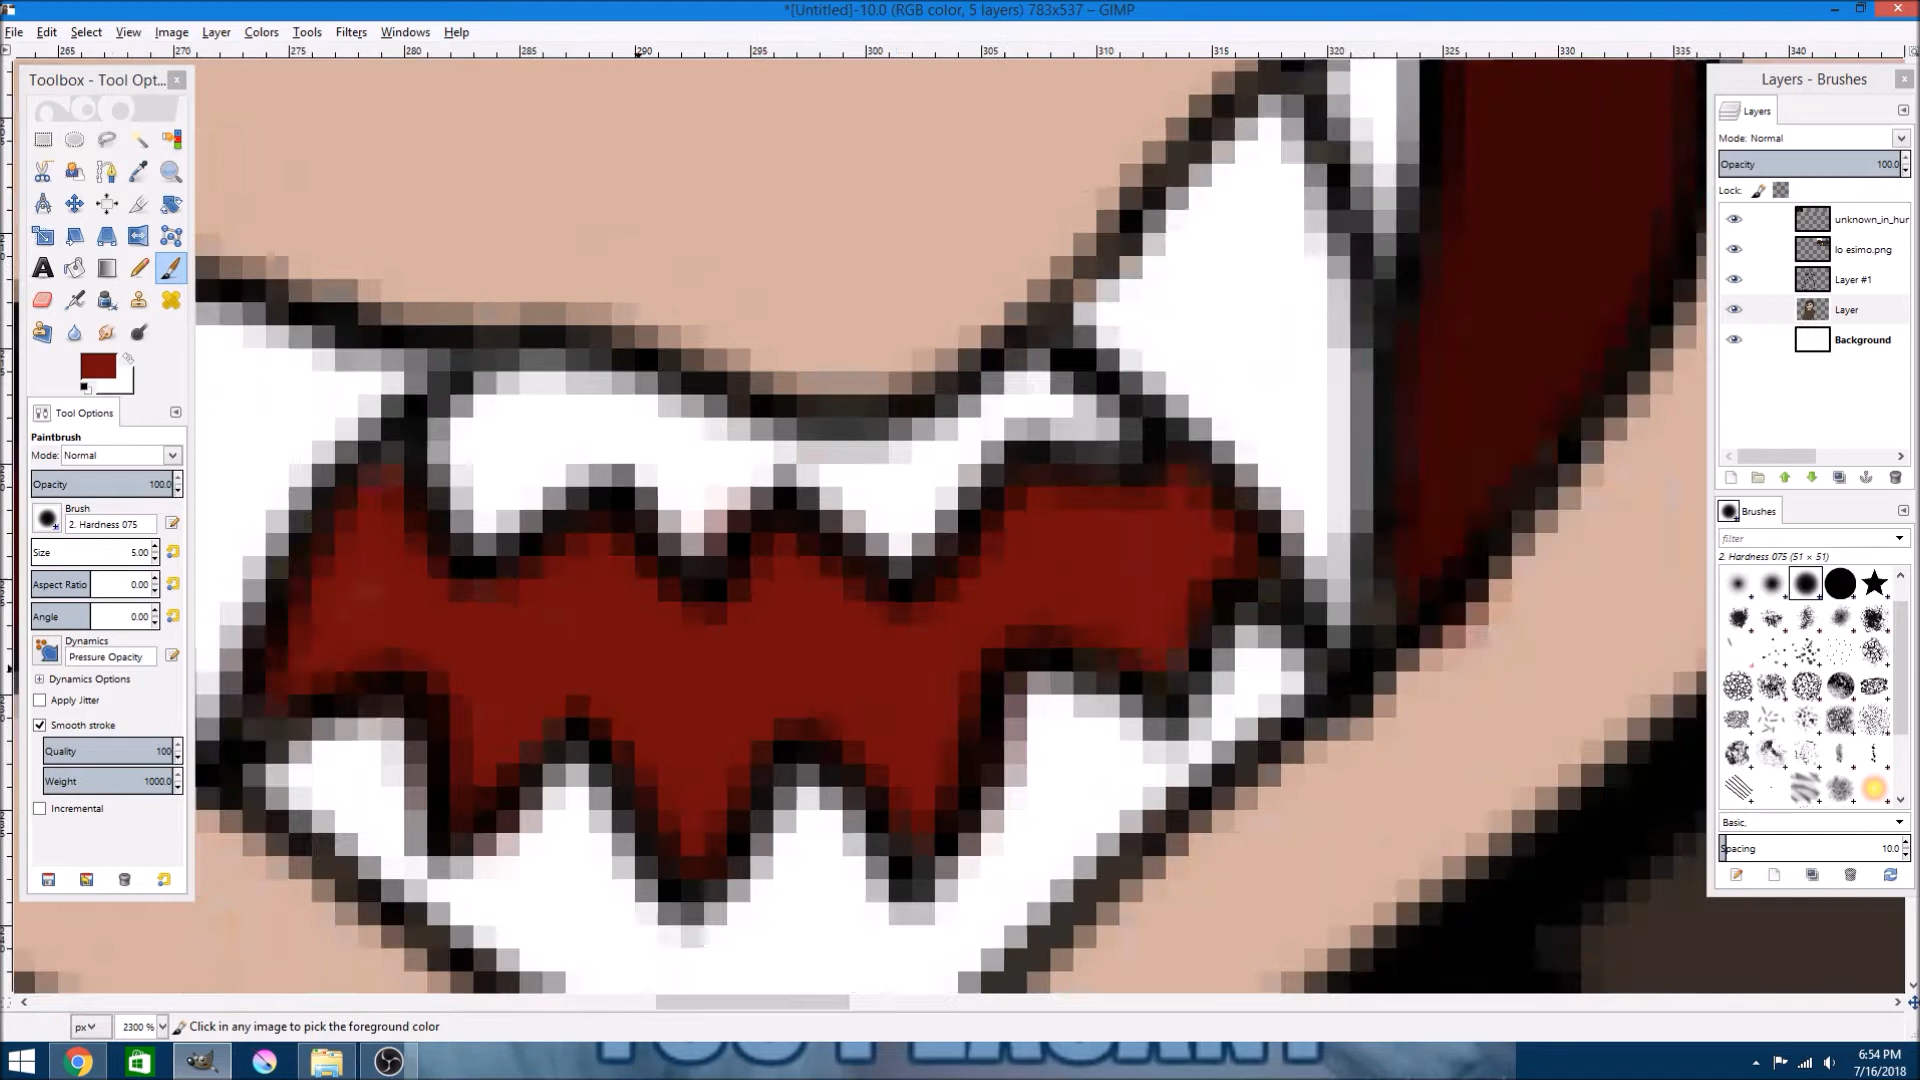 *[Untitled]-10.0 (RGB color, 5 layers) 783x537 – GIMP
File Edit Select View Image Layer Colors Tools Filters Windows Help
265 270 275 280 285 290 295 300 305 310 315 320 325 330 335 340
Toolbox - Tool Opt...
Layers - Brushes
Layers
Mode: Normal
Opacity 100.0
Lock:
unknown_in_hur
lo esimo.png
Layer #1
Layer
Background
Tool Options
Paintbrush
Mode: Normal
Opacity 100.0
Brush
2. Hardness 075
Size 5.00
Aspect Ratio 0.00
Angle 0.00
Dynamics
Pressure Opacity
Dynamics Options
Apply Jitter
Smooth stroke
Quality 100
Weight 1000.0
Incremental
Brushes
filter
2. Hardness 075 (51 × 51)
Basic,
Spacing 10.0
px 2300 % Click in any image to pick the foreground color
6:54 PM
7/16/2018